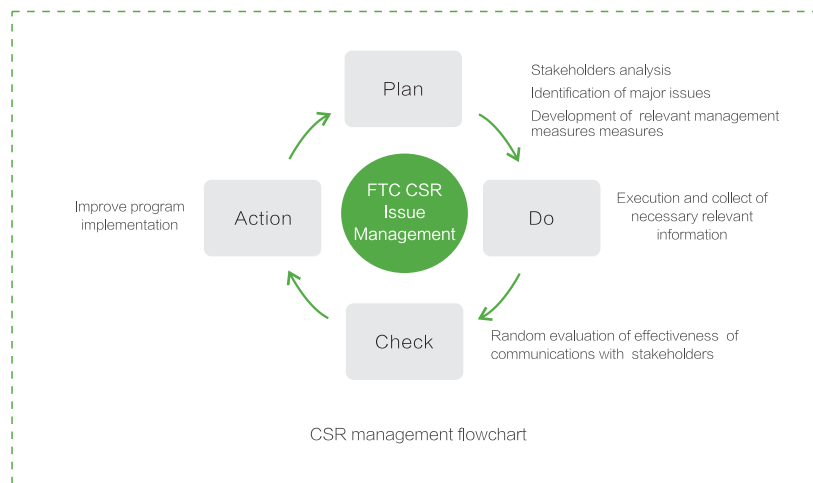 Plan
Stakeholders analysis
Identification of major issues
Development of relevant management
measures measures
FTC CSR
Issue
Management
Improve program
implementation
Action
Do
Execution and collect of
necessary relevant
information
Check
Random evaluation of effectiveness of
communications with stakeholders
CSR management flowchart